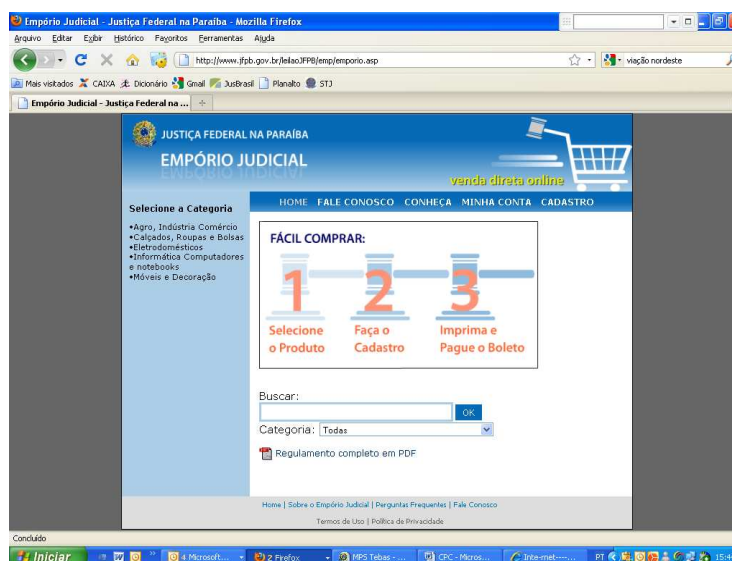 Empório Judicial - Justiça Federal na Paraíba - Mozilla Firefox
Arquivo Editar Exibir Histórico Favoritos Ferramentas Ajuda
http://www.jfpb.gov.br/leilaoJFPB/emp/emporio.asp
viação nordeste
Mais visitados CAIXA Dicionário Gmail JusBrasil Planalto STJ
Empório Judicial - Justiça Federal na ...
JUSTIÇA FEDERAL NA PARAÍBA
EMPÓRIO JUDICIAL
venda direta online
HOME FALE CONOSCO CONHEÇA MINHA CONTA CADASTRO
Selecione a Categoria
•Agro, Indústria Comércio
•Calçados, Roupas e Bolsas
•Eletrodomésticos
•Informática Computadores
e notebooks
•Móveis e Decoração
FÁCIL COMPRAR:
1 2 3
Selecione Faça o Imprima e
o Produto Cadastro Pague o Boleto
Buscar:
OK
Categoria: Todas
Regulamento completo em PDF
Home | Sobre o Empório Judicial | Perguntas Frequentes | Fale Conosco
Termos de Uso | Política de Privacidade
Concluído
Iniciar 4 Microsoft... 2 Firefox MPS Tebas - ... CPC - Micros... Inte-met----... PT